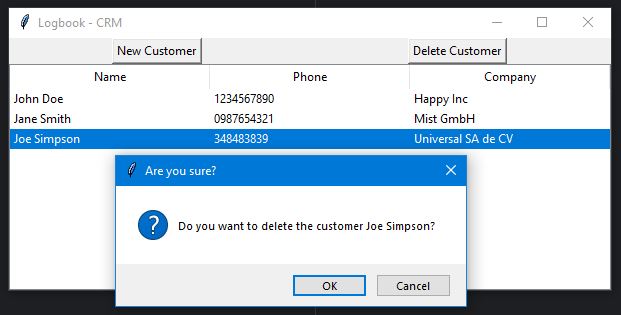 Logbook - CRM
New Customer Delete Customer
Name Phone Company
John Doe 1234567890 Happy Inc
Jane Smith 0987654321 Mist GmbH
Joe Simpson 348483839 Universal SA de CV
Are you sure?
Do you want to delete the customer Joe Simpson?
OK Cancel